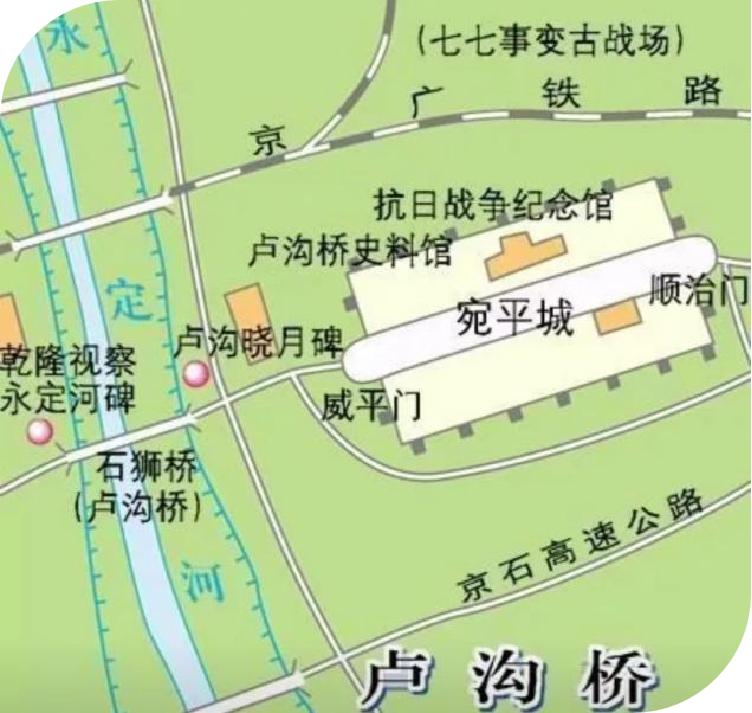 (七七事变古战场)
京广铁路
抗日战争纪念馆
卢沟桥史料馆
顺治门
宛平城
卢沟晓月碑
威平门
乾隆视察
永定河碑
石狮桥
(卢沟桥)
永定河
京石高速公路
卢沟桥